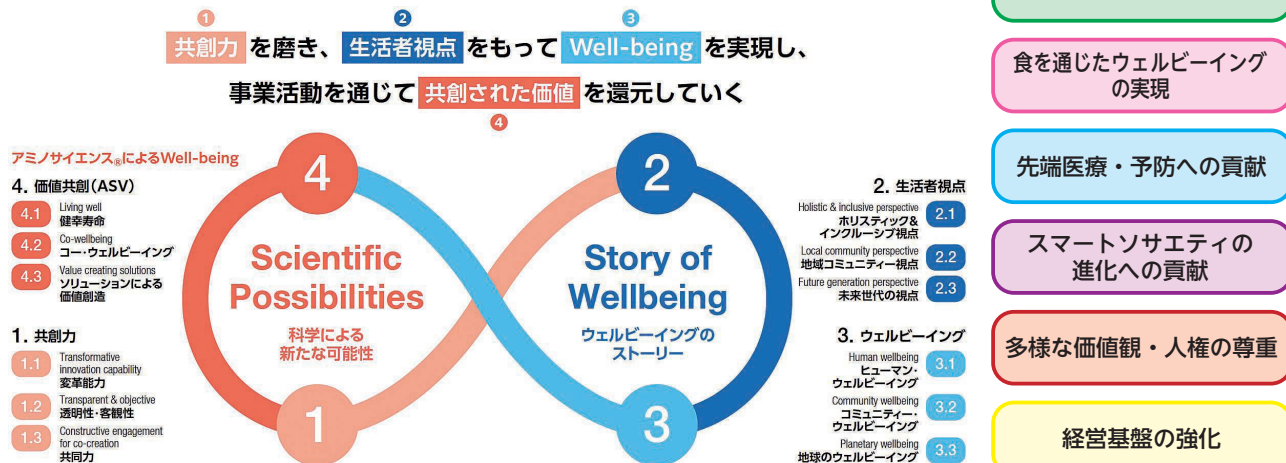 1 2 3
共創力 を磨き、 生活者視点 をもって Well-being を実現し、
事業活動を通じて 共創された価値 を還元していく
4
アミノサイエンス®によるWell-being
4. 価値共創(ASV)
4.1 Living well
健幸寿命
4.2 Co-wellbeing
コー・ウェルビーイング
4.3 Value creating solutions
ソリューションによる
価値創造
1. 共創力
1.1 Transformative
innovation capability
変革能力
1.2 Transparent & objective
透明性・客観性
1.3 Constructive engagement
for co-creation
共同力
4
Scientific
Possibilities
科学による
新たな可能性
1
2
Story of
Wellbeing
ウェルビーイングの
ストーリー
3
2. 生活者視点
Holistic & inclusive perspective
ホリスティック&
インクルーシブ視点 2.1
Local community perspective
地域コミュニティー視点 2.2
Future generation perspective
未来世代の視点 2.3
3. ウェルビーイング
Human wellbeing
ヒューマン・
ウェルビーイング 3.1
Community wellbeing
コミュニティー・
ウェルビーイング 3.2
Planetary wellbeing
地球のウェルビーイング 3.3
食を通じたウェルビーイング
の実現
先端医療・予防への貢献
スマートソサエティの
進化への貢献
多様な価値観・人権の尊重
経営基盤の強化